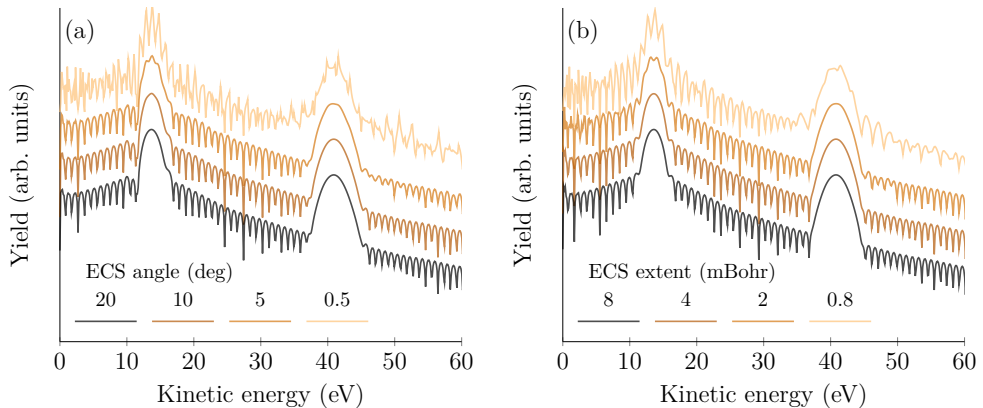 (a)
Yield (arb. units)
ECS angle (deg)
20 10 5 0.5
0 10 20 30 40 50 60
Kinetic energy (eV)
(b)
Yield (arb. units)
ECS extent (mBohr)
8 4 2 0.8
0 10 20 30 40 50 60
Kinetic energy (eV)